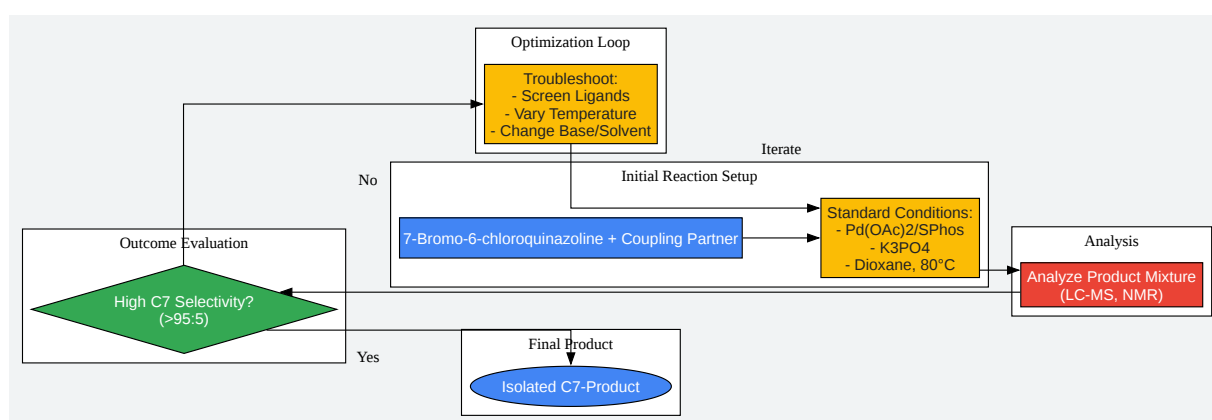 Optimization Loop
Troubleshoot:
- Screen Ligands
- Vary Temperature
- Change Base/Solvent
Iterate
No
Initial Reaction Setup
7-Bromo-6-chloroquinazoline + Coupling Partner
Standard Conditions:
- Pd(OAc)2/SPhos
- K3PO4
- Dioxane, 80°C
Analysis
Analyze Product Mixture
(LC-MS, NMR)
Outcome Evaluation
High C7 Selectivity?
(>95:5)
Yes
Final Product
Isolated C7-Product